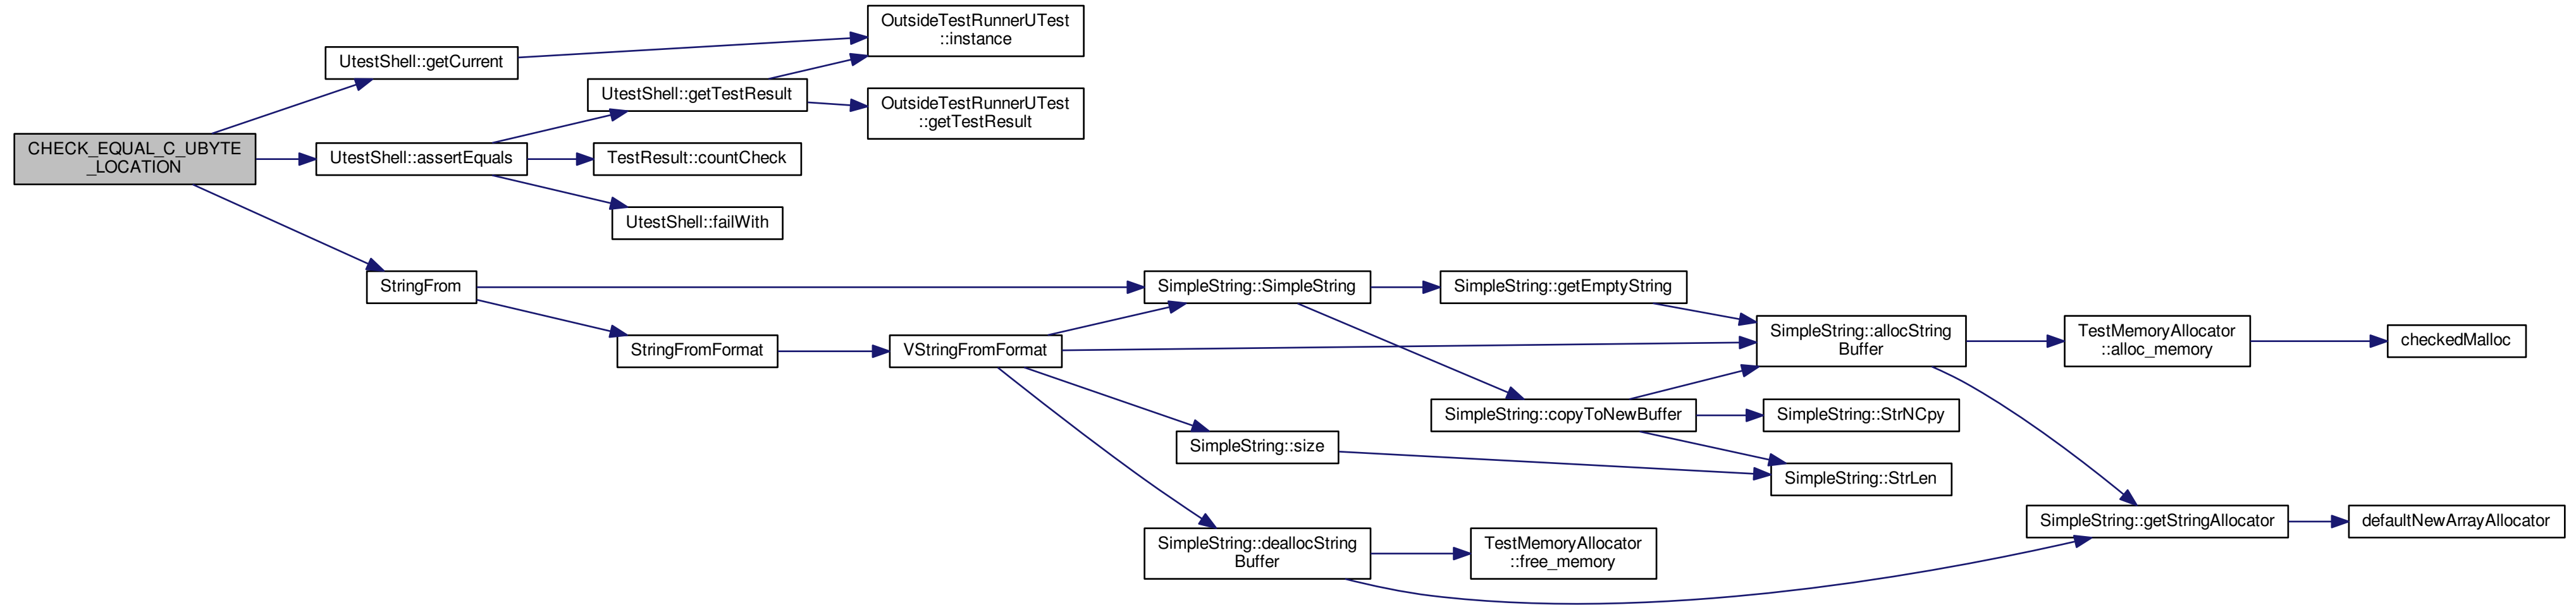 CHECK_EQUAL_C_UBYTE
_LOCATION
UtestShell::getCurrent
UtestShell::assertEquals
StringFrom
UtestShell::getTestResult
TestResult::countCheck
UtestShell::failWith
StringFromFormat
OutsideTestRunnerUTest
::instance
OutsideTestRunnerUTest
::getTestResult
VStringFromFormat
SimpleString::SimpleString
SimpleString::size
SimpleString::deallocString
Buffer
SimpleString::getEmptyString
SimpleString::copyToNewBuffer
TestMemoryAllocator
::free_memory
SimpleString::allocString
Buffer
SimpleString::StrNCpy
SimpleString::StrLen
TestMemoryAllocator
::alloc_memory
SimpleString::getStringAllocator
checkedMalloc
defaultNewArrayAllocator